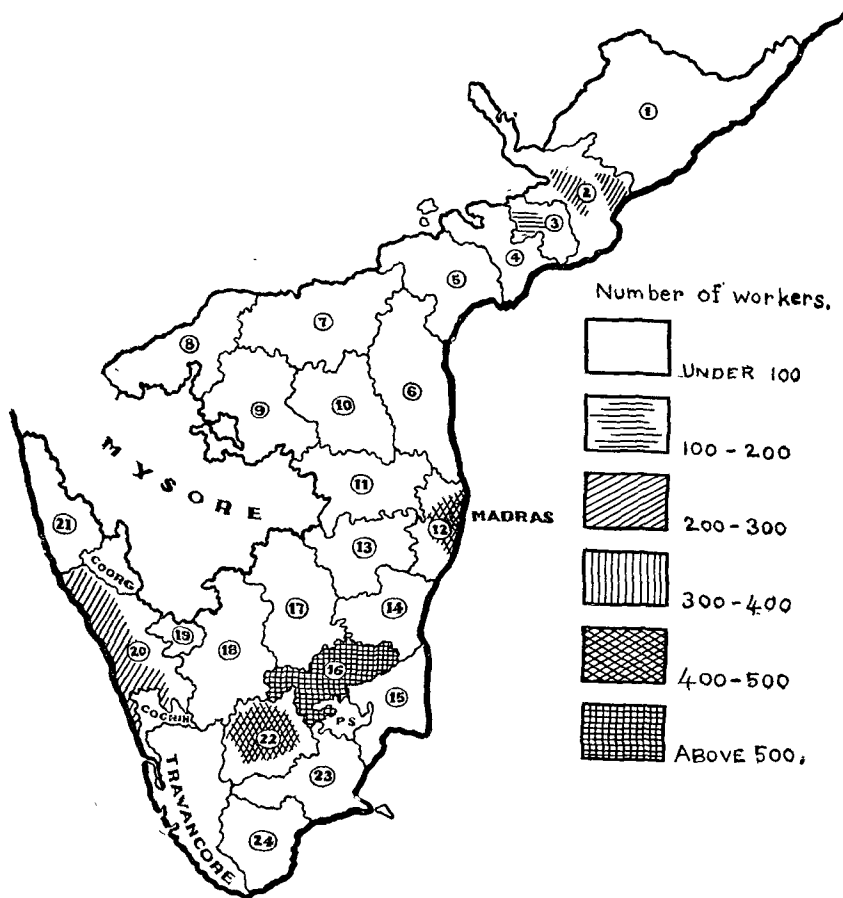 1
2
3
4
5
Number of workers.
7
8
UNDER 100
6
9
10
100 - 200
MYSORE
11
21
12
MADRAS
200 - 300
13
COORG
17
14
300 - 400
19
18
20
16
400 - 500
15
COCHIN
P S
22
ABOVE 500.
23
TRAVANCORE
24